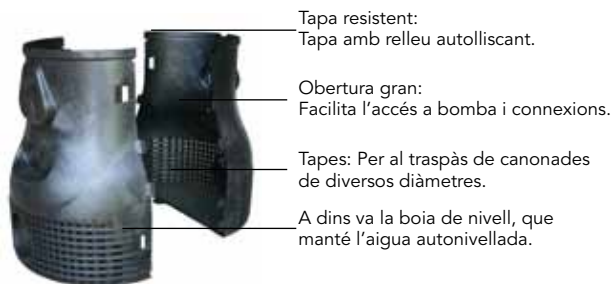 Tapa resistent:
Tapa amb relleu autolliscant.
Obertura gran:
Facilita l'accés a bomba i connexions.
Tapes: Per al traspàs de canonades
de diversos diàmetres.
A dins va la boia de nivell, que
manté l'aigua autonivellada.